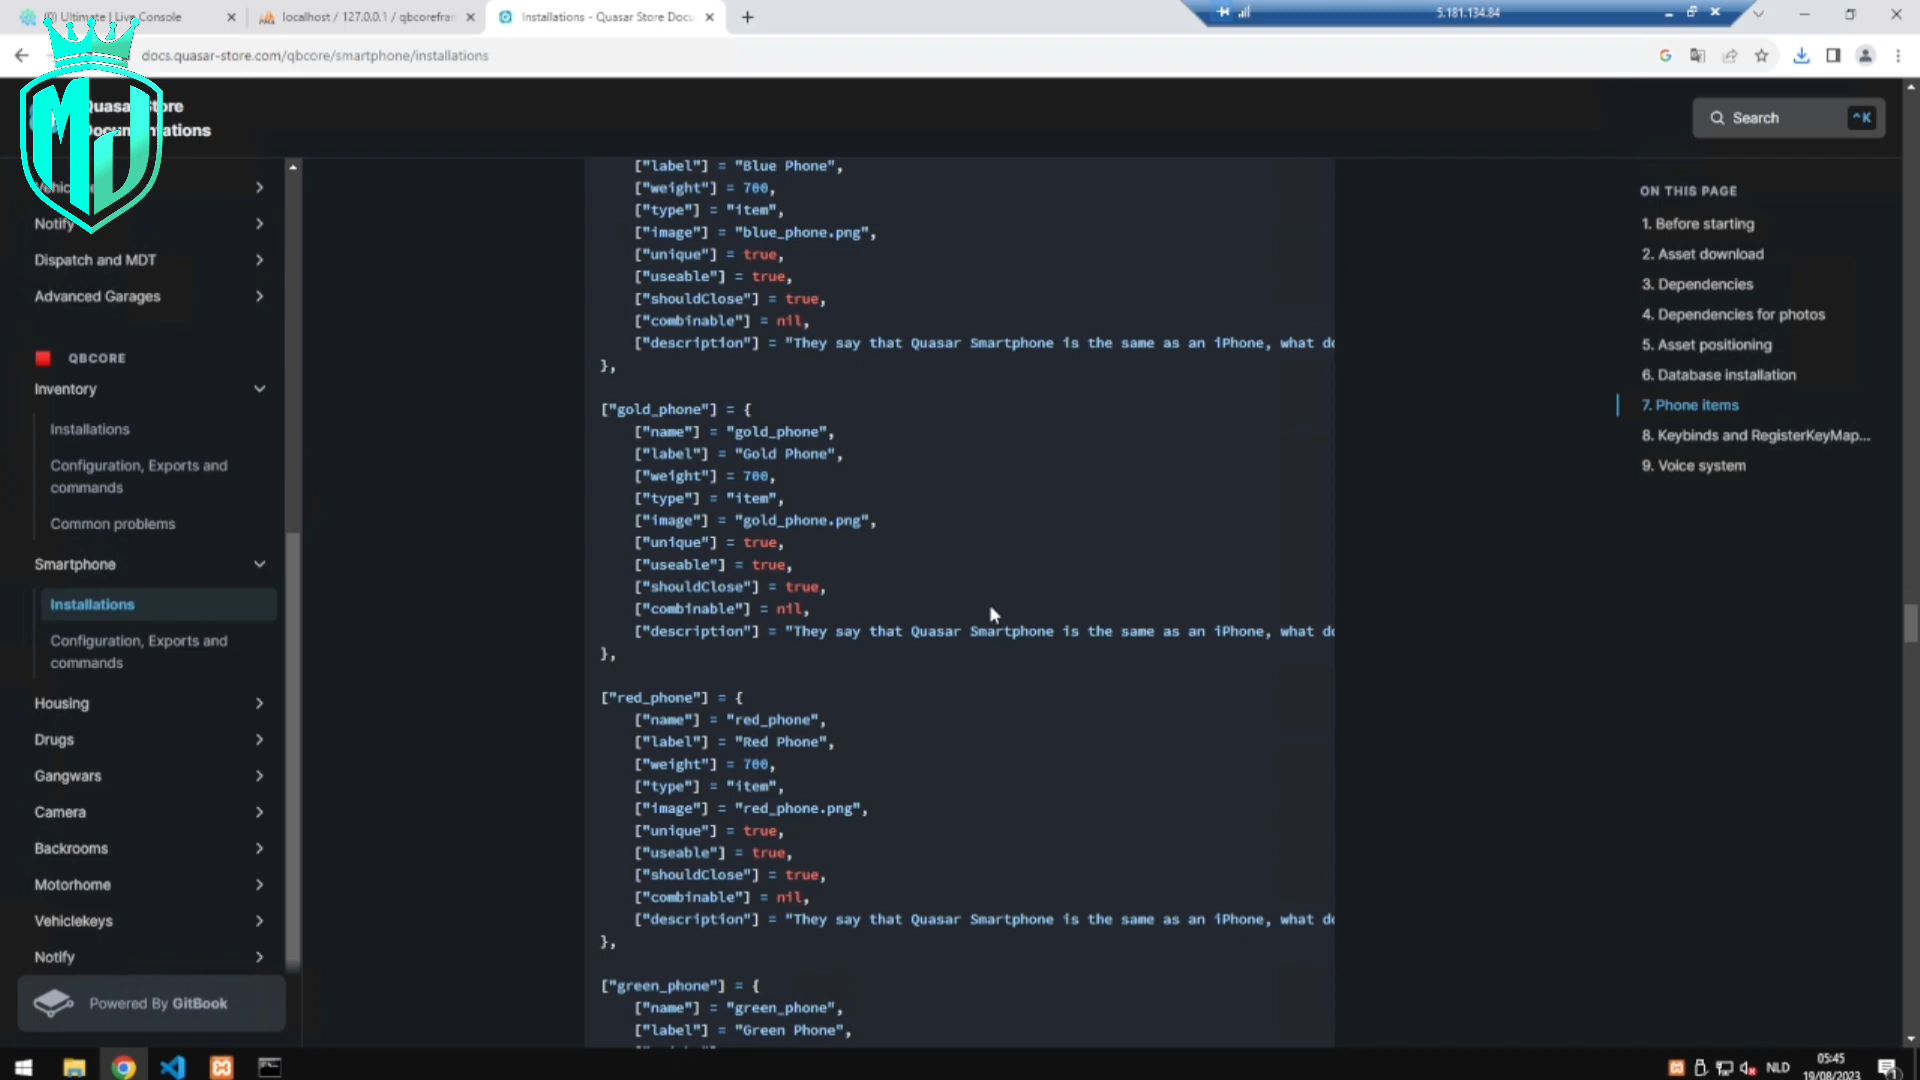 (0) Ultimate | Live Console
localhost / 127.0.0.1 / qbcorefran
Installations - Quasar Store Docu
5.181.134.84
docs.quasar-store.com/qbcore/smartphone/installations
Quasar Store
Documentations
Search
^K
MJ
Vehicle
Notify
Dispatch and MDT
Advanced Garages
QBCORE
Inventory
Installations
Configuration, Exports and
commands
Common problems
Smartphone
Installations
Configuration, Exports and
commands
Housing
Drugs
Gangwars
Camera
Backrooms
Motorhome
Vehiclekeys
Notify
Powered By GitBook
["label"] = "Blue Phone",
["weight"] = 700,
["type"] = "item",
["image"] = "blue_phone.png",
["unique"] = true,
["useable"] = true,
["shouldClose"] = true,
["combinable"] = nil,
["description"] = "They say that Quasar Smartphone is the same as an iPhone, what do
},
["gold_phone"] = {
["name"] = "gold_phone",
["label"] = "Gold Phone",
["weight"] = 700,
["type"] = "item",
["image"] = "gold_phone.png",
["unique"] = true,
["useable"] = true,
["shouldClose"] = true,
["combinable"] = nil,
["description"] = "They say that Quasar Smartphone is the same as an iPhone, what do
},
["red_phone"] = {
["name"] = "red_phone",
["label"] = "Red Phone",
["weight"] = 700,
["type"] = "item",
["image"] = "red_phone.png",
["unique"] = true,
["useable"] = true,
["shouldClose"] = true,
["combinable"] = nil,
["description"] = "They say that Quasar Smartphone is the same as an iPhone, what do
},
["green_phone"] = {
["name"] = "green_phone",
["label"] = "Green Phone",
ON THIS PAGE
1. Before starting
2. Asset download
3. Dependencies
4. Dependencies for photos
5. Asset positioning
6. Database installation
7. Phone items
8. Keybinds and RegisterKeyMap...
9. Voice system
NLD
05:45
19/08/2023